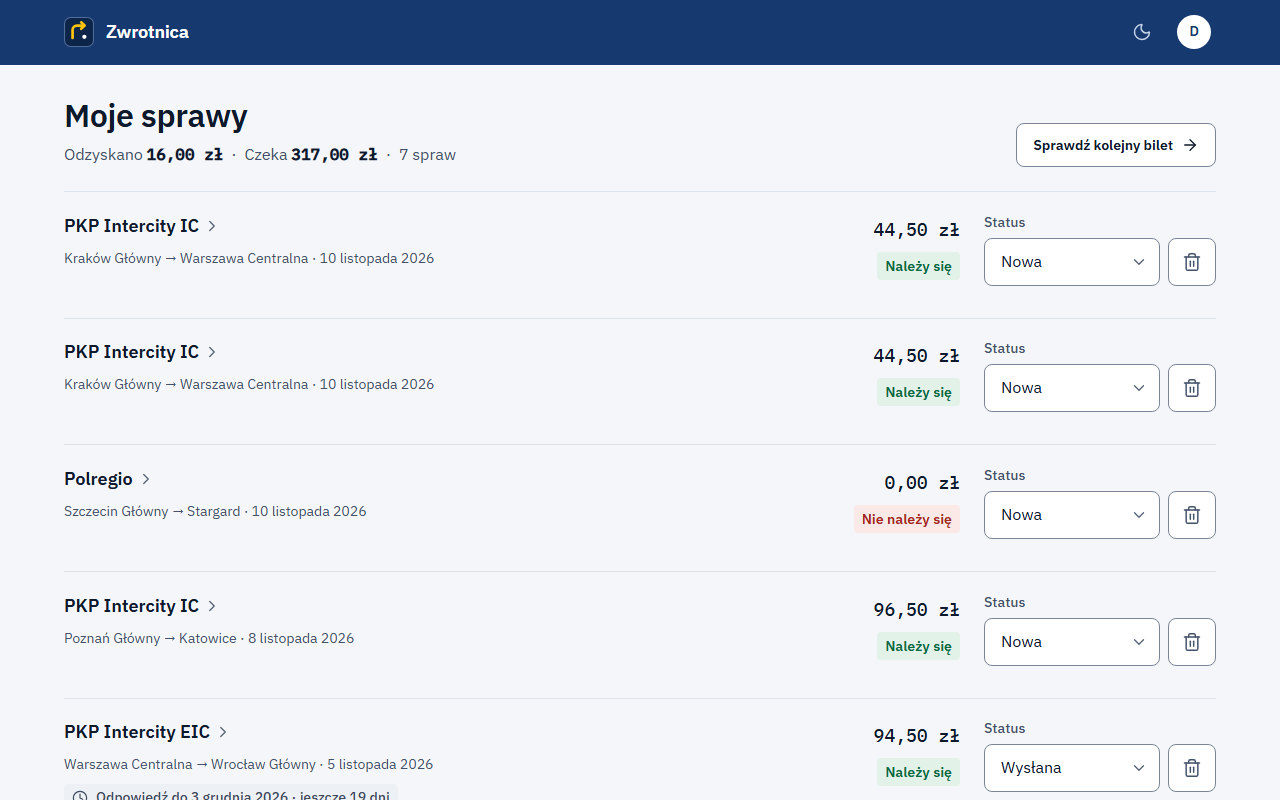 Zwrotnica
D
Moje sprawy
Odzyskano 16,00 zł · Czeka 317,00 zł · 7 spraw
Sprawdź kolejny bilet →
PKP Intercity IC
Kraków Główny → Warszawa Centralna · 10 listopada 2026
44,50 zł
Należy się
Status
Nowa
PKP Intercity IC
Kraków Główny → Warszawa Centralna · 10 listopada 2026
44,50 zł
Należy się
Status
Nowa
Polregio
Szczecin Główny → Stargard · 10 listopada 2026
0,00 zł
Nie należy się
Status
Nowa
PKP Intercity IC
Poznań Główny → Katowice · 8 listopada 2026
96,50 zł
Należy się
Status
Nowa
PKP Intercity EIC
Warszawa Centralna → Wrocław Główny · 5 listopada 2026
Odpowiedź do 3 grudnia 2026 · jeszcze 19 dni
94,50 zł
Należy się
Status
Wysłana